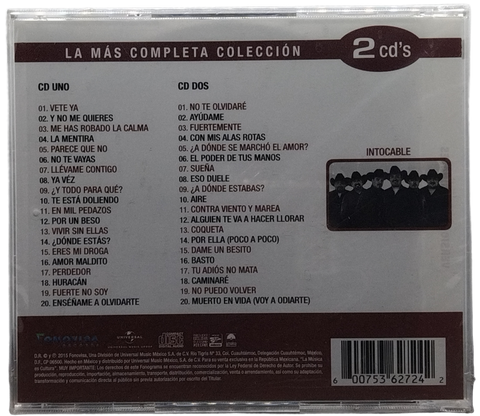 LA MÁS COMPLETA COLECCIÓN
2 cd's
CD UNO
01. VETE YA
02. Y NO ME QUIERES
03. ME HAS ROBADO LA CALMA
04. LA MENTIRA
05. PARECE QUE NO
06. NO TE VAYAS
07. LLÉVAME CONTIGO
08. YA VÉZ
09. ¿Y TODO PARA QUÉ?
10. TE ESTÁ DOLIENDO
11. EN MIL PEDAZOS
12. POR UN BESO
13. VIVIR SIN ELLAS
14. ¿DÓNDE ESTÁS?
15. ERES MI DROGA
16. AMOR MALDITO
17. PERDEDOR
18. HURACÁN
19. FUERTE NO SOY
20. ENSÉÑAME A OLVIDARTE
CD DOS
01. NO TE OLVIDARÉ
02. AYÚDAME
03. FUERTEMENTE
04. CON MIS ALAS ROTAS
05. ¿A DÓNDE SE MARCHÓ EL AMOR?
06. EL PODER DE TUS MANOS
07. SUEÑA
08. ESO DUELE
09. ¿A DÓNDE ESTABAS?
10. AIRE
11. CONTRA VIENTO Y MAREA
12. ALGUIEN TE VA A HACER LLORAR
13. COQUETA
14. POR ELLA (POCO A POCO)
15. DAME UN BESITO
16. BASTO
17. TU ADIÓS NO MATA
18. CAMINARÉ
19. NO PUEDO VOLVER
20. MUERTO EN VIDA (VOY A ODIARTE)
INTOCABLE
FONOVISA
UNIVERSAL
6 00753 62724 2